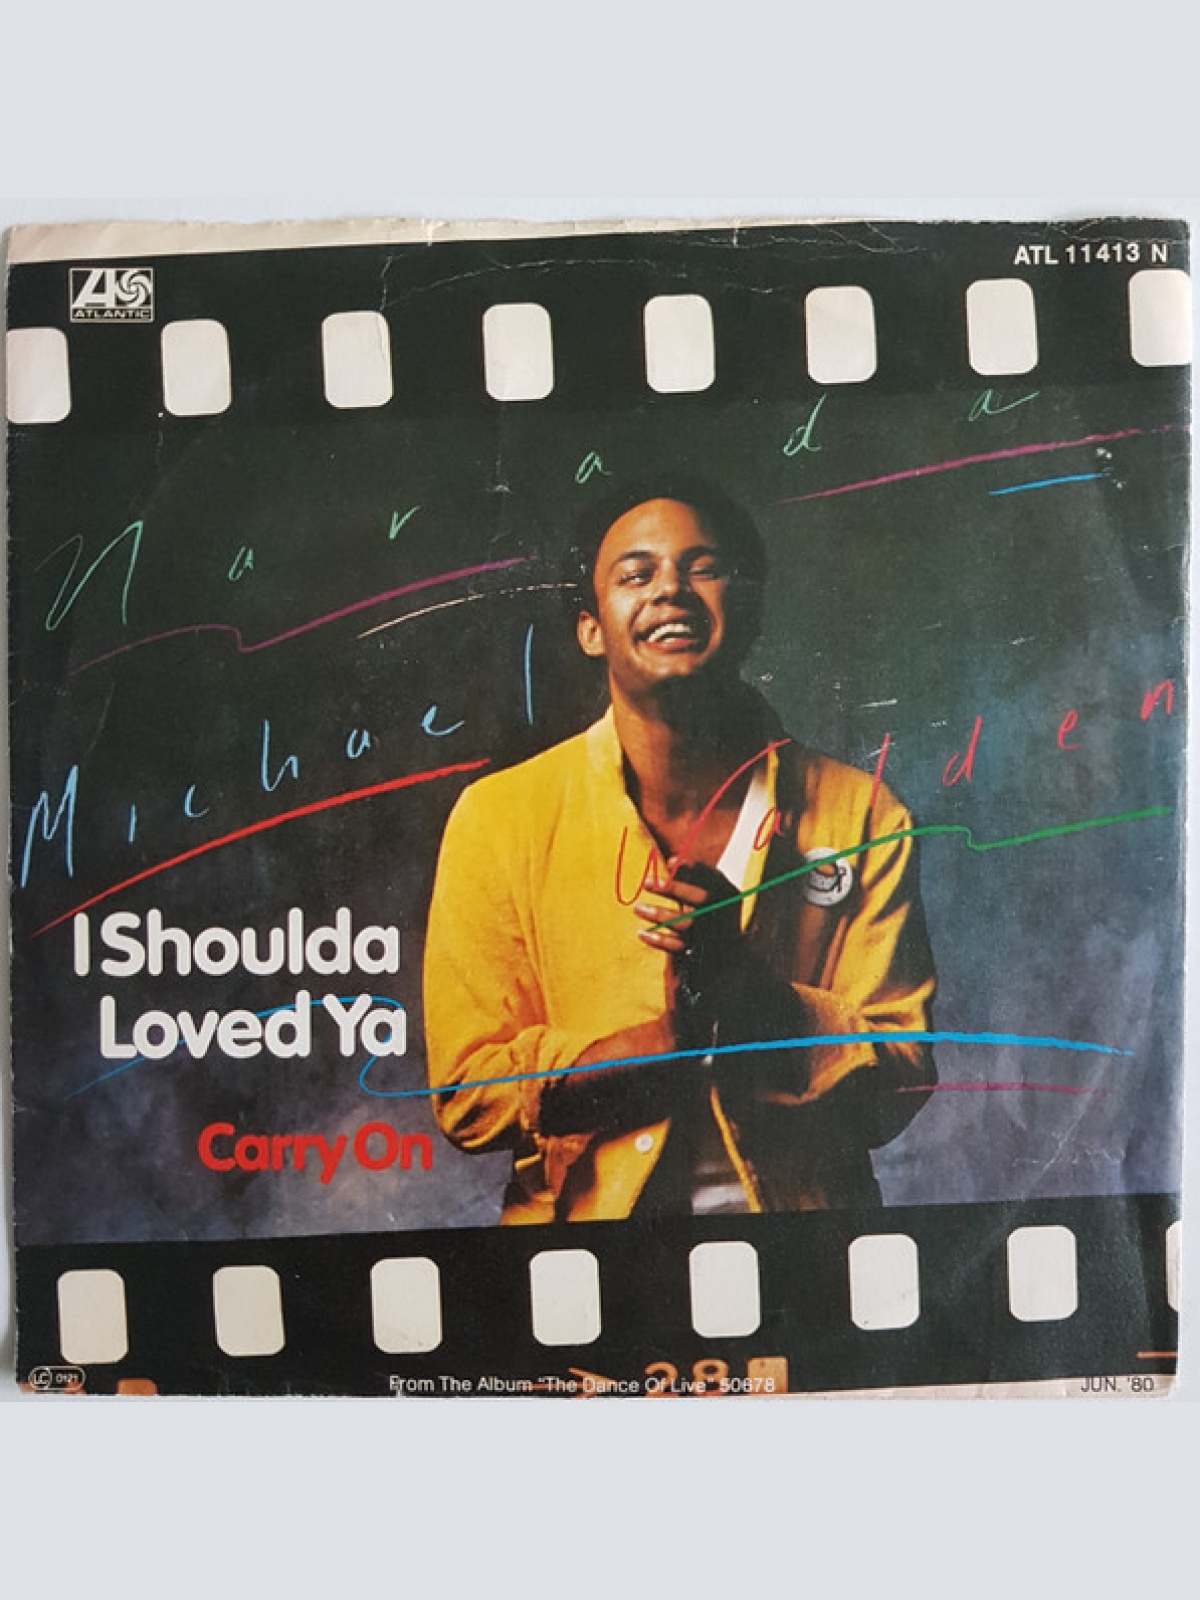 ATL 11413 N
ATLANTIC
Narada
Michael
Walden
I Shoulda
Loved Ya
Carry On
28
LC 0121
From The Album "The Dance Of Live" 50678
JUN. '80